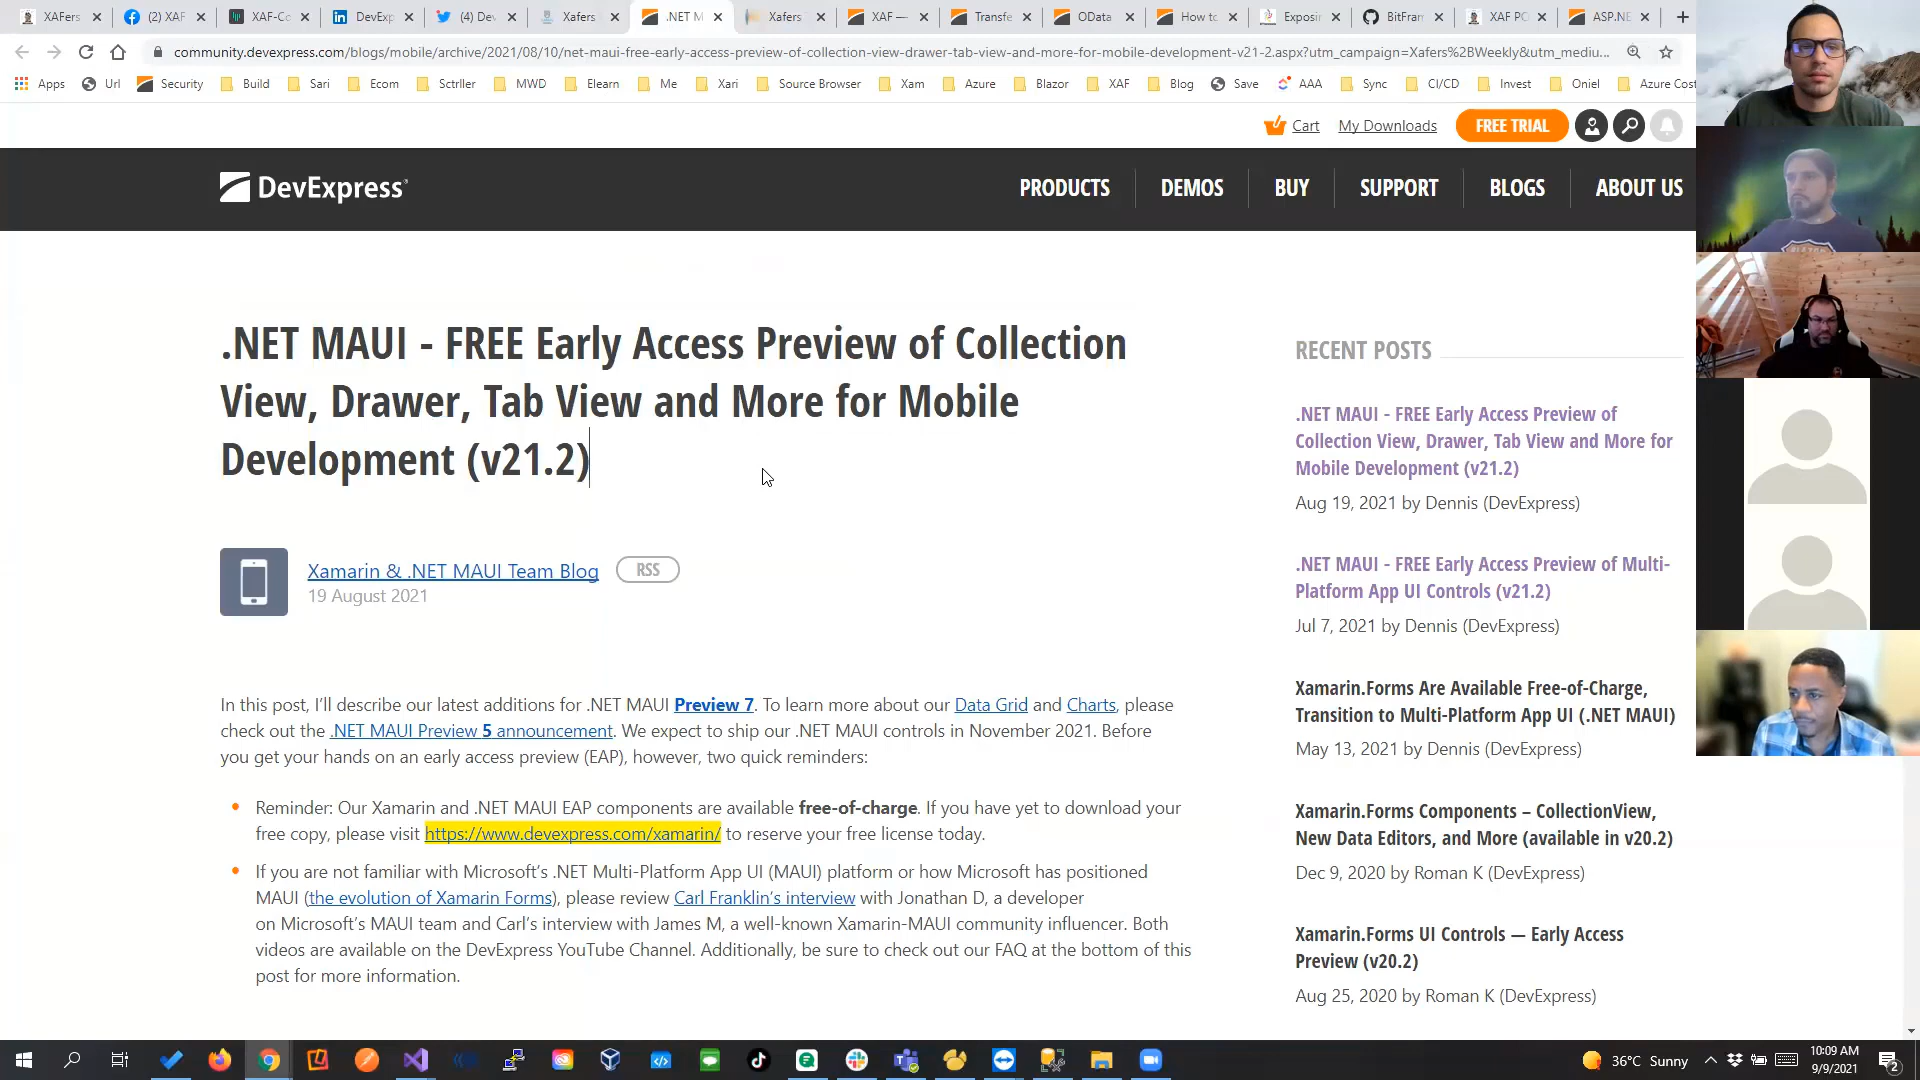 XAFers
(2) XAF
XAF-Co
DevExp
(4) Dev
Xafers
.NET M
Xafers
XAF —
Transfe
OData
How to
Exposin
BitFram
XAF PO
ASP.NE
community.devexpress.com/blogs/mobile/archive/2021/08/10/net-maui-free-early-access-preview-of-collection-view-drawer-tab-view-and-more-for-mobile-development-v21-2.aspx?utm_campaign=Xafers%2BWeekly&utm_mediu...
Apps
Url
Security
Build
Sari
Ecom
Sctrller
MWD
Elearn
Me
Xari
Source Browser
Xam
Azure
Blazor
XAF
Blog
Save
AAA
Sync
CI/CD
Invest
Oniel
Azure Cost
Cart
My Downloads
FREE TRIAL
DevExpress
PRODUCTS
DEMOS
BUY
SUPPORT
BLOGS
ABOUT US
.NET MAUI - FREE Early Access Preview of Collection
View, Drawer, Tab View and More for Mobile
Development (v21.2)
Xamarin & .NET MAUI Team Blog
RSS
19 August 2021
In this post, I'll describe our latest additions for .NET MAUI Preview 7. To learn more about our Data Grid and Charts, please
check out the .NET MAUI Preview 5 announcement. We expect to ship our .NET MAUI controls in November 2021. Before
you get your hands on an early access preview (EAP), however, two quick reminders:
• Reminder: Our Xamarin and .NET MAUI EAP components are available free-of-charge. If you have yet to download your
free copy, please visit https://www.devexpress.com/xamarin/ to reserve your free license today.
• If you are not familiar with Microsoft's .NET Multi-Platform App UI (MAUI) platform or how Microsoft has positioned
MAUI (the evolution of Xamarin Forms), please review Carl Franklin's interview with Jonathan D, a developer
on Microsoft's MAUI team and Carl's interview with James M, a well-known Xamarin-MAUI community influencer. Both
videos are available on the DevExpress YouTube Channel. Additionally, be sure to check out our FAQ at the bottom of this
post for more information.
RECENT POSTS
.NET MAUI - FREE Early Access Preview of
Collection View, Drawer, Tab View and More for
Mobile Development (v21.2)
Aug 19, 2021 by Dennis (DevExpress)
.NET MAUI - FREE Early Access Preview of Multi-
Platform App UI Controls (v21.2)
Jul 7, 2021 by Dennis (DevExpress)
Xamarin.Forms Are Available Free-of-Charge,
Transition to Multi-Platform App UI (.NET MAUI)
May 13, 2021 by Dennis (DevExpress)
Xamarin.Forms Components – CollectionView,
New Data Editors, and More (available in v20.2)
Dec 9, 2020 by Roman K (DevExpress)
Xamarin.Forms UI Controls — Early Access
Preview (v20.2)
Aug 25, 2020 by Roman K (DevExpress)
36°C Sunny
10:09 AM
9/9/2021
2